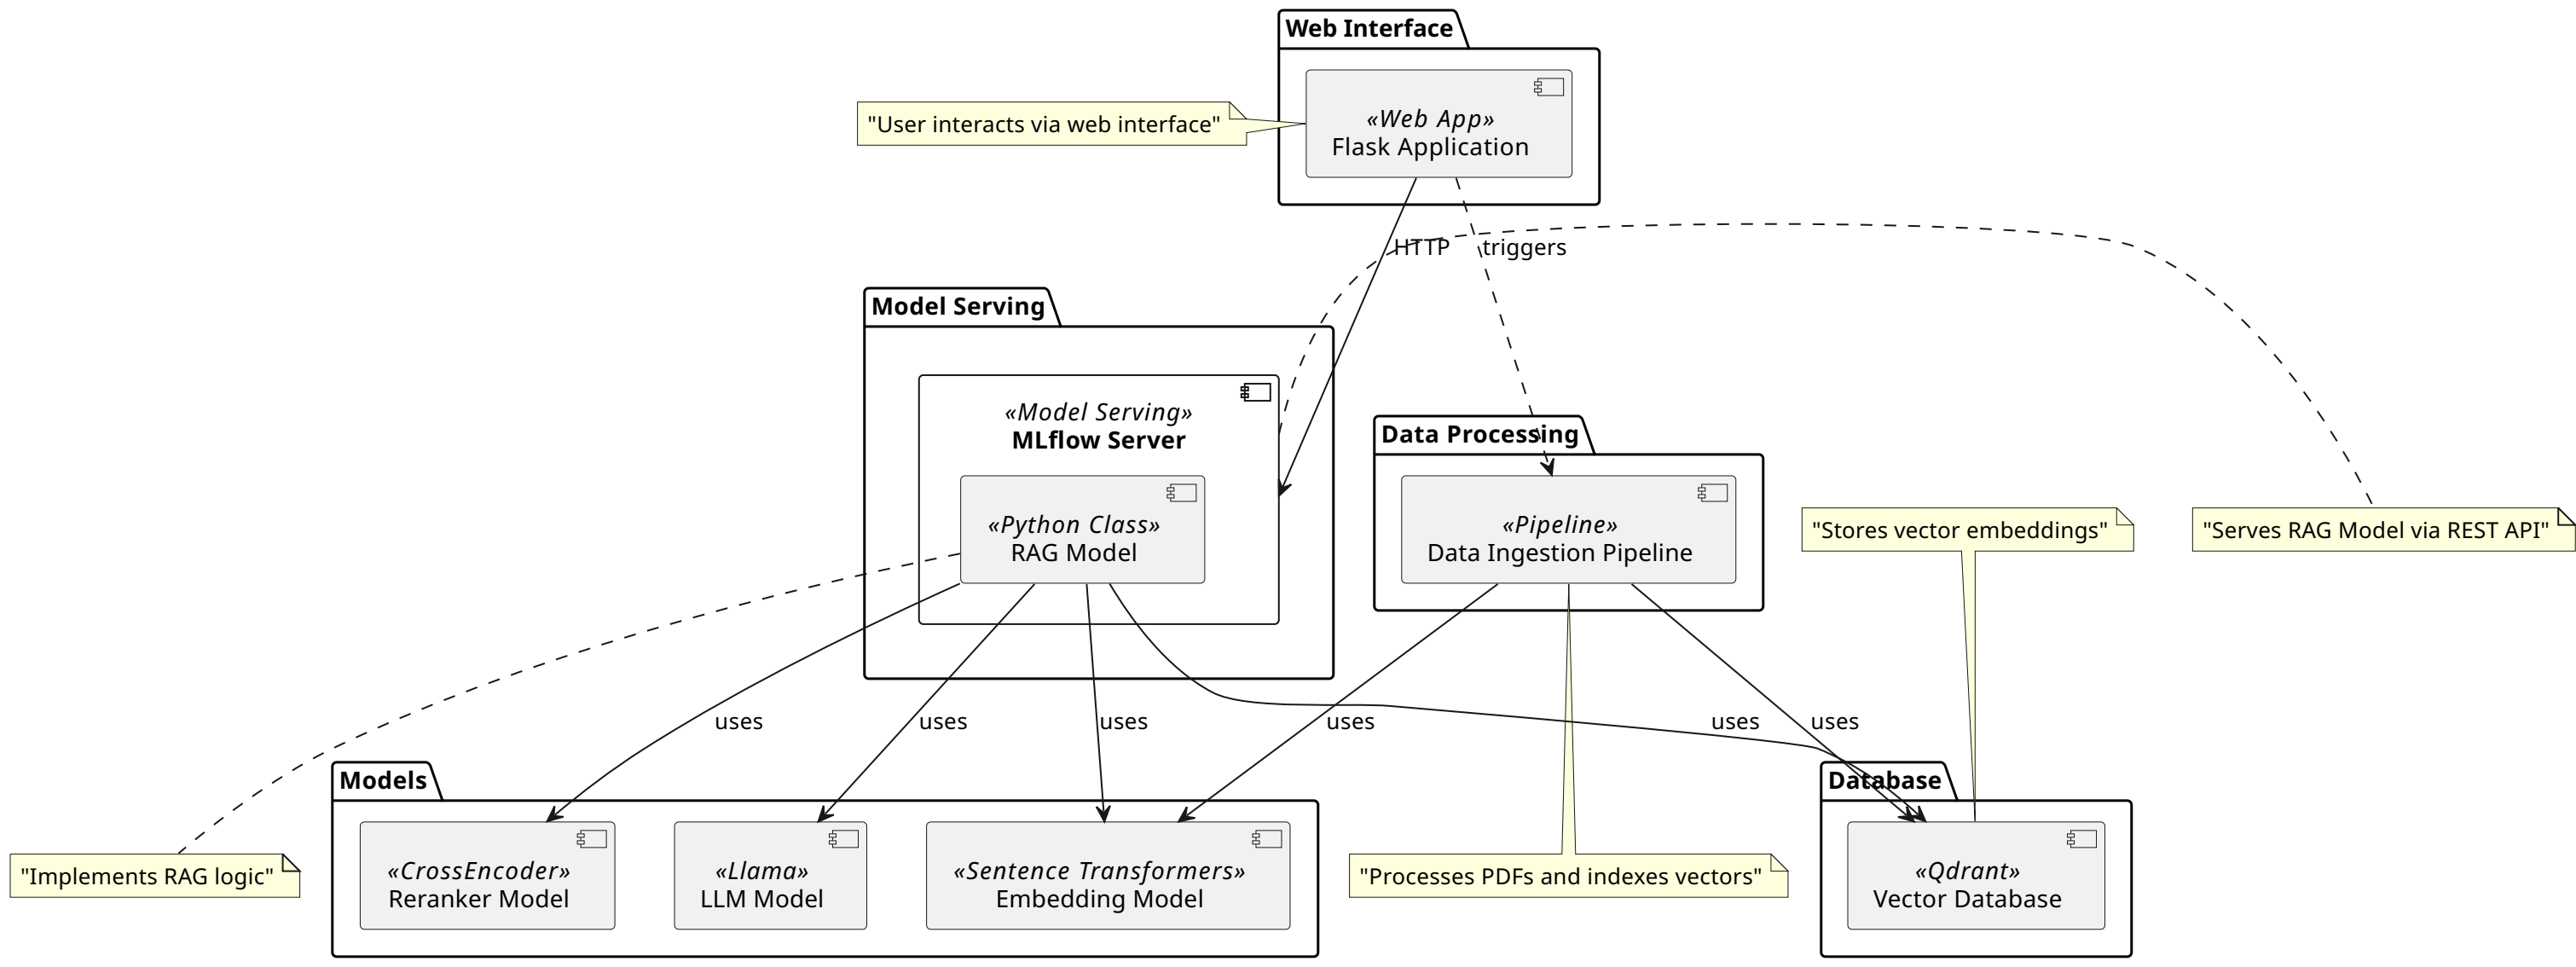 Web Interface
«Web App»
Flask Application
"User interacts via web interface"
HTTP
triggers
Model Serving
«Model Serving»
MLflow Server
«Python Class»
RAG Model
Data Processing
«Pipeline»
Data Ingestion Pipeline
"Stores vector embeddings"
"Serves RAG Model via REST API"
uses
uses
uses
uses
uses
uses
Models
Database
"Implements RAG logic"
«CrossEncoder»
Reranker Model
«Llama»
LLM Model
«Sentence Transformers»
Embedding Model
"Processes PDFs and indexes vectors"
«Qdrant»
Vector Database